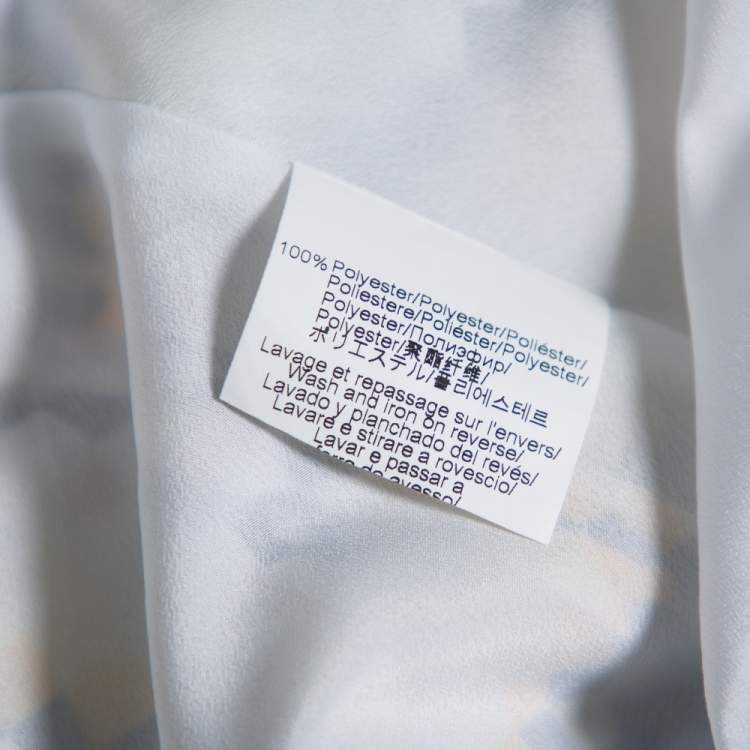 100% Polyester/Polyester/Poliéster/
Poliestere/Poliéster/Polyester/
Polyester/Полиэфир/
Polyester/聚酯纤维/
ポリエステル/폴리에스테르
Lavage et repassage sur l'envers/
Wash and iron on reverse/
Lavado y planchado del revés/
Lavare e stirare a rovescio/
Lavar e passar a
do avesso/